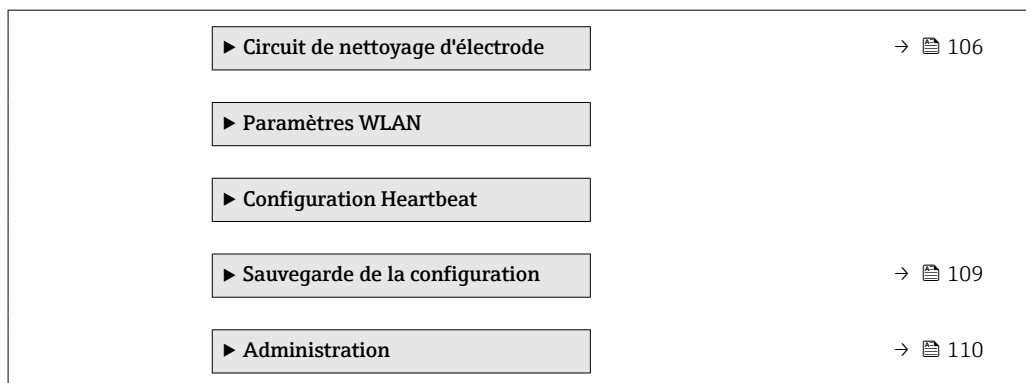 ▶ Circuit de nettoyage d'électrode → 106
▶ Paramètres WLAN
▶ Configuration Heartbeat
▶ Sauvegarde de la configuration → 109
▶ Administration → 110